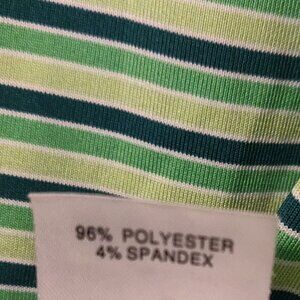 96% POLYESTER
4% SPANDEX